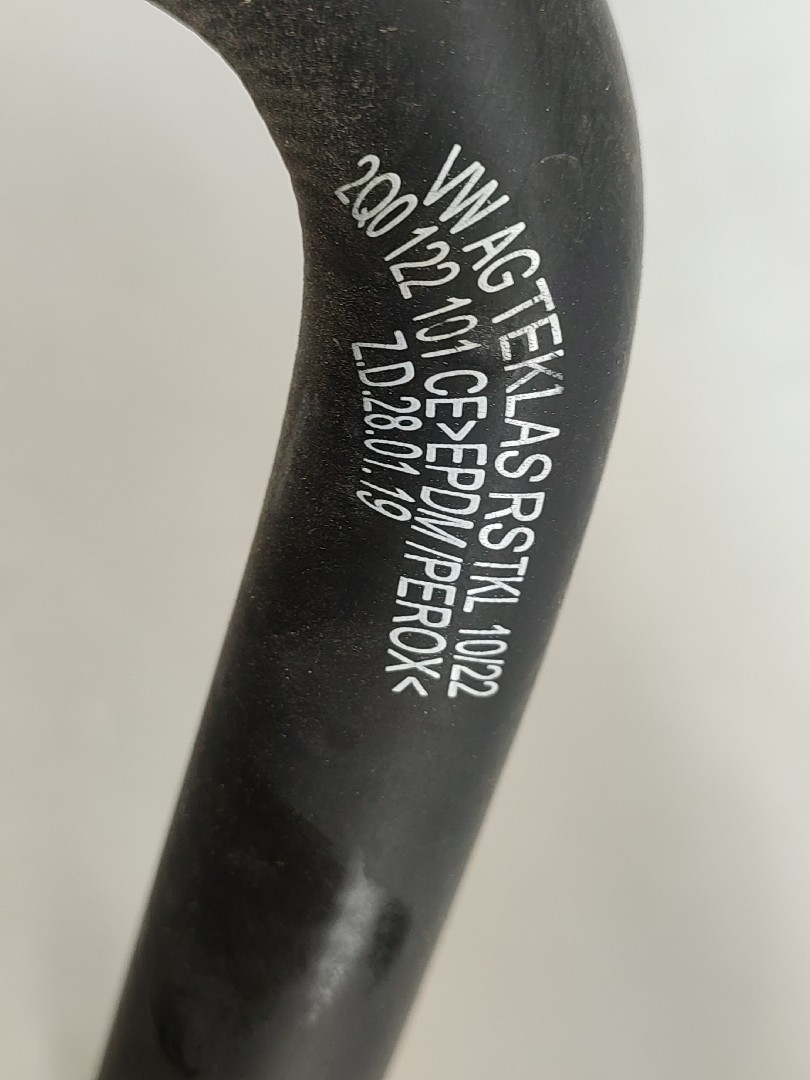 VW AG TEKLAS RSTKL 10/22
2Q0 122 101 CE>EPDM/PEROX<
Z.D.28.01.19